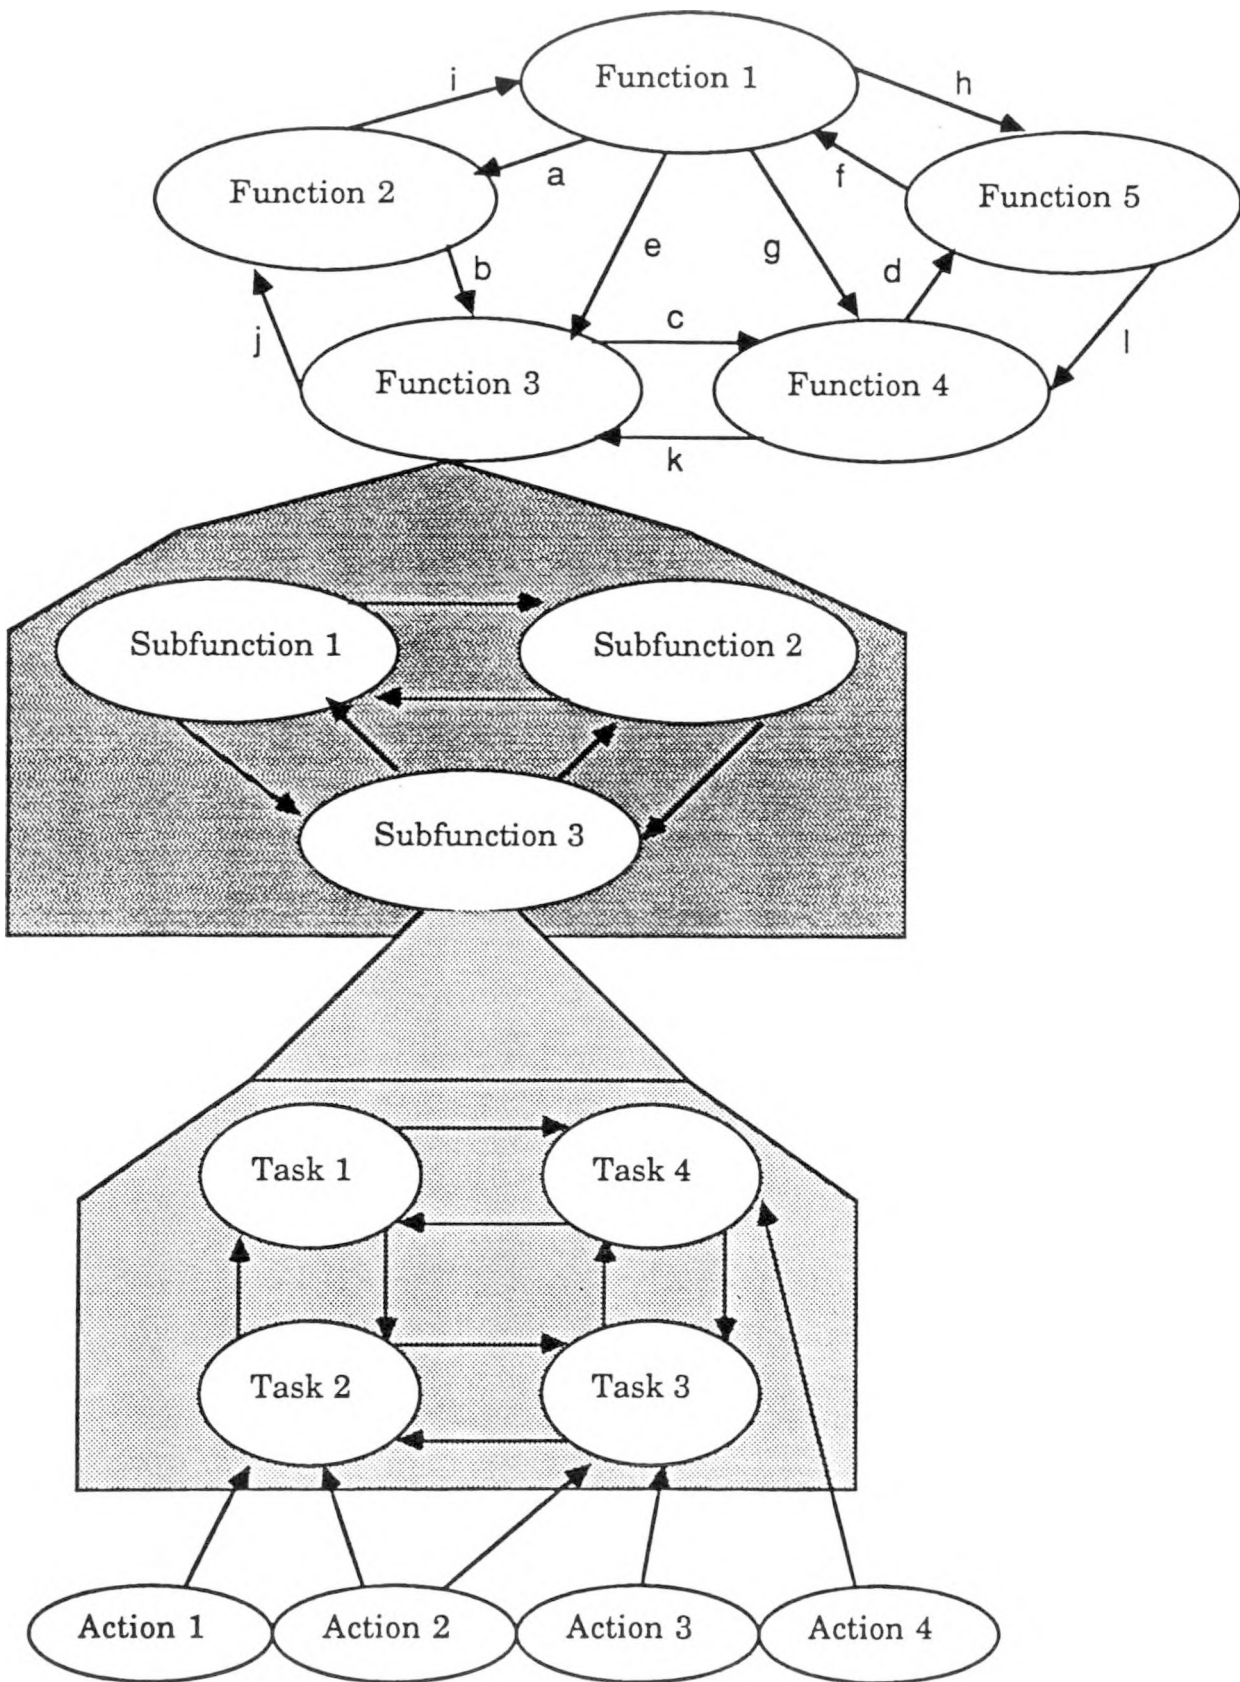 Function 1
i
h
Function 2
a
f
Function 5
b
e
g
d
j
c
l
Function 3
Function 4
k
Subfunction 1
Subfunction 2
Subfunction 3
Task 1
Task 4
Task 2
Task 3
Action 1
Action 2
Action 3
Action 4